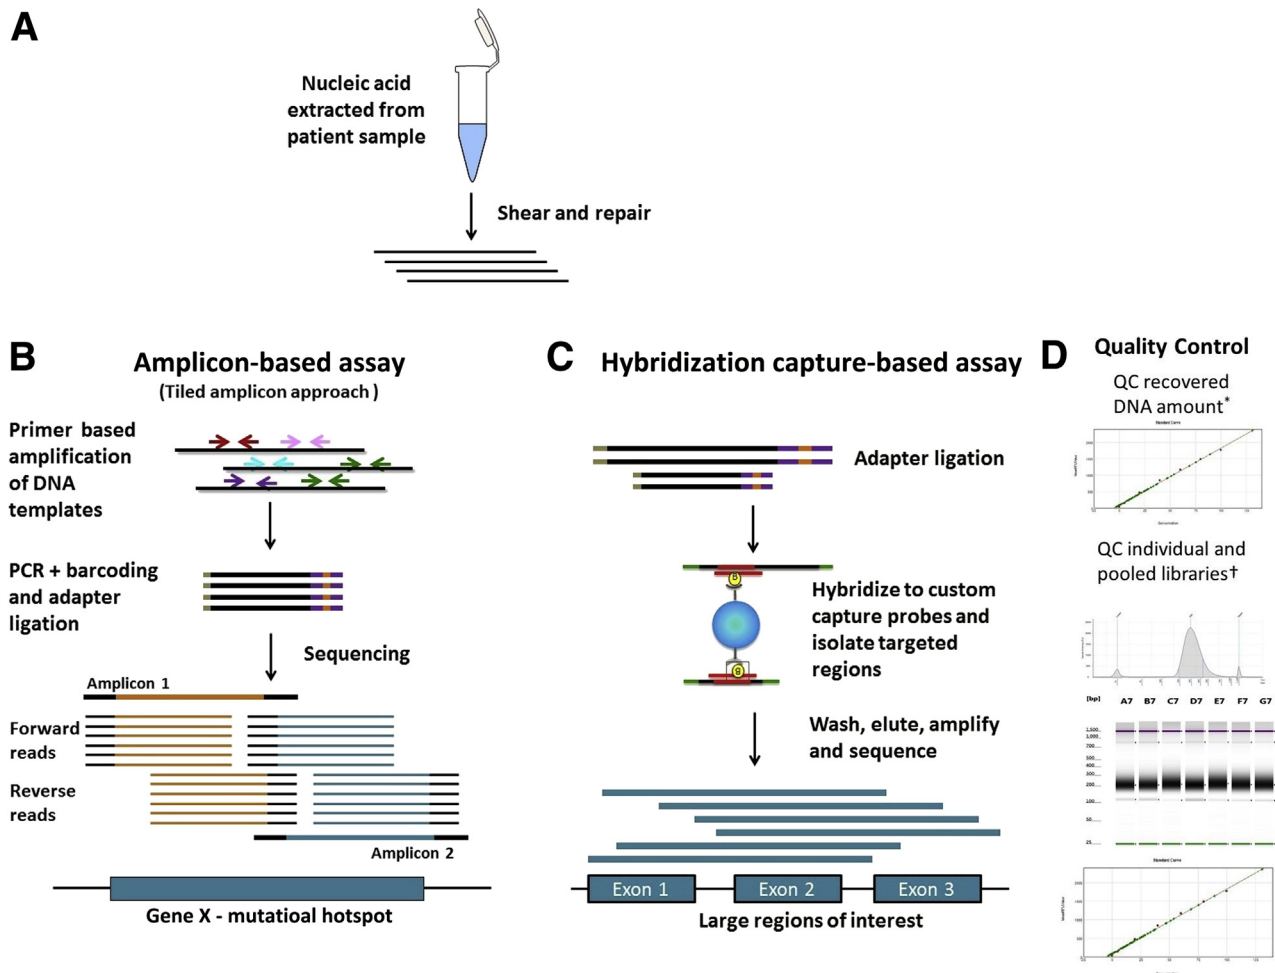 A
Nucleic acid
extracted from
patient sample
Shear and repair
B
Amplicon-based assay
(Tiled amplicon approach )
Primer based
amplification
of DNA
templates
PCR + barcoding
and adapter
ligation
Sequencing
Amplicon 1
Forward
reads
Reverse
reads
Amplicon 2
Gene X - mutatioal hotspot
C
Hybridization capture-based assay
Adapter ligation
B
Hybridize to custom
capture probes and
isolate targeted
regions
B
Wash, elute, amplify
and sequence
Exon 1 Exon 2 Exon 3
Large regions of interest
D
Quality Control
QC recovered
DNA amount*
Standard Curve
QC individual and
pooled libraries†
[bp] A7 B7 C7 D7 E7 F7 G7
1,500
1,000
700
500
400
300
200
100
50
25
Standard Curve